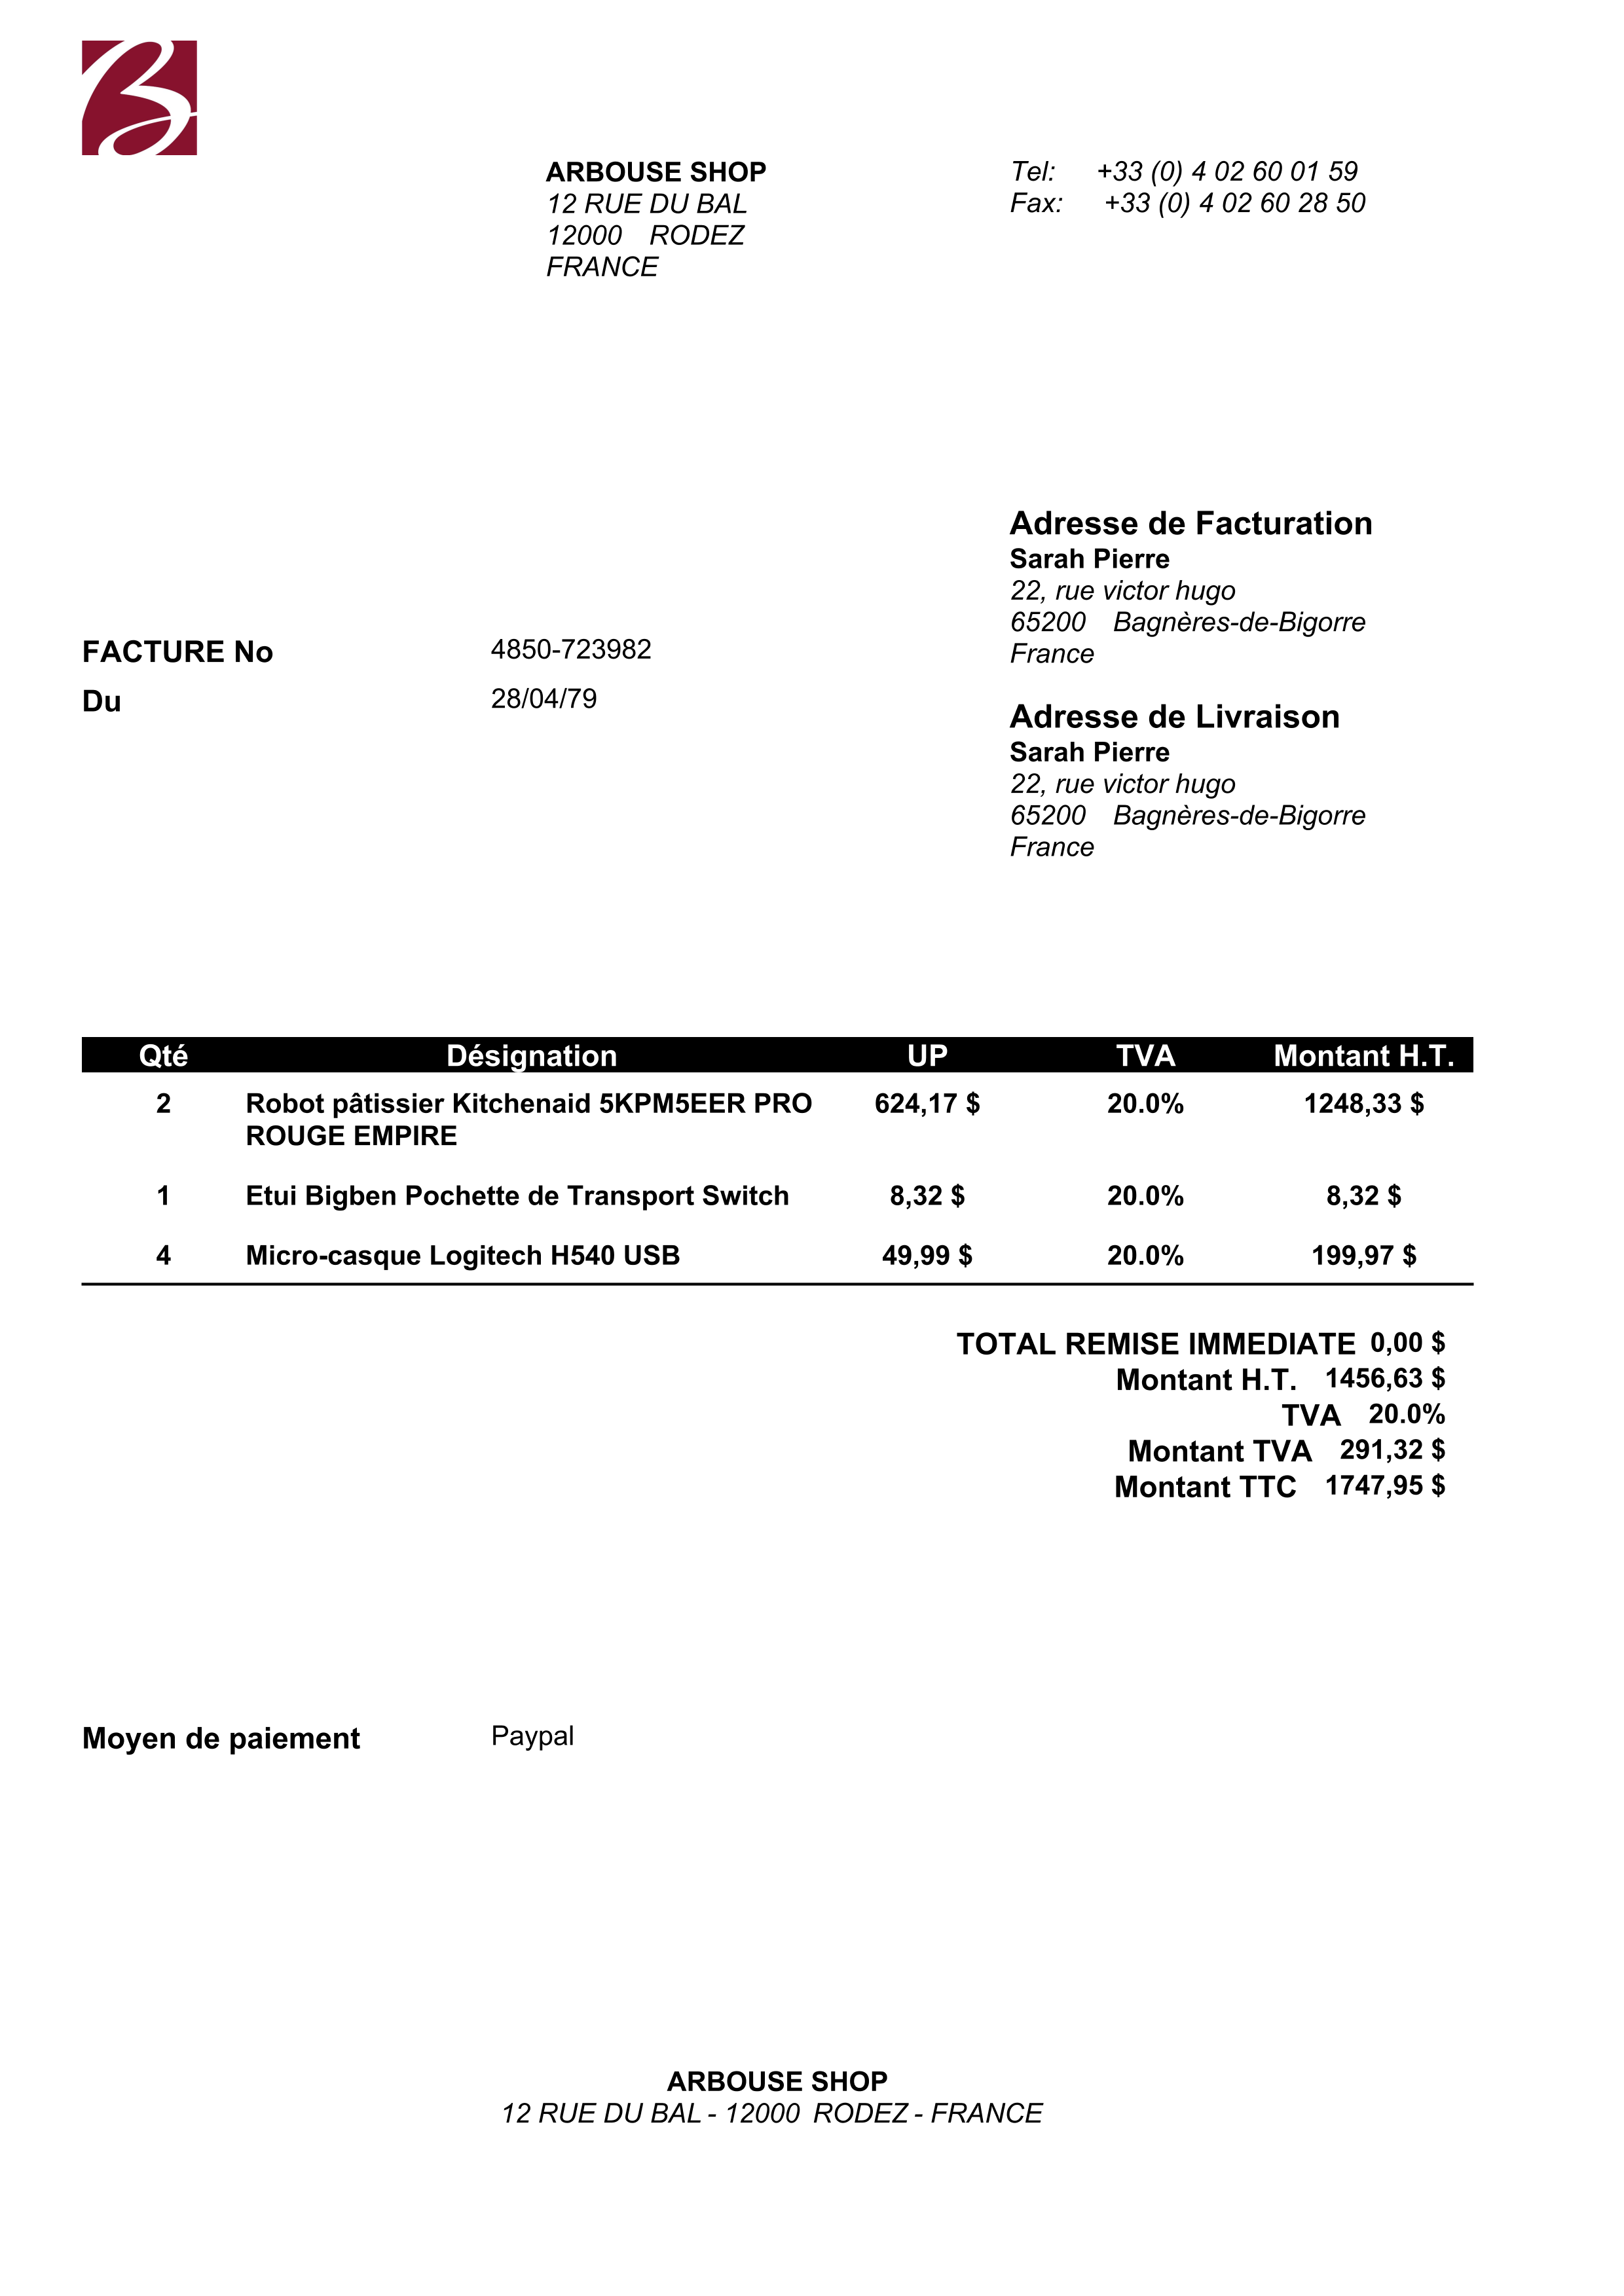 ARBOUSE SHOP
12 RUE DU BAL
12000 RODEZ
FRANCE
Tel: +33 (0) 4 02 60 01 59
Fax: +33 (0) 4 02 60 28 50
Adresse de Facturation
Sarah Pierre
22, rue victor hugo
65200 Bagnères-de-Bigorre
France
FACTURE No 4850-723982
Du 28/04/79
Adresse de Livraison
Sarah Pierre
22, rue victor hugo
65200 Bagnères-de-Bigorre
France
Qté Désignation UP TVA Montant H.T.
2 Robot pâtissier Kitchenaid 5KPM5EER PRO 624,17 $ 20.0% 1248,33 $
ROUGE EMPIRE
1 Etui Bigben Pochette de Transport Switch 8,32 $ 20.0% 8,32 $
4 Micro-casque Logitech H540 USB 49,99 $ 20.0% 199,97 $
TOTAL REMISE IMMEDIATE 0,00 $
Montant H.T. 1456,63 $
TVA 20.0%
Montant TVA 291,32 $
Montant TTC 1747,95 $
Moyen de paiement Paypal
ARBOUSE SHOP
12 RUE DU BAL - 12000 RODEZ - FRANCE